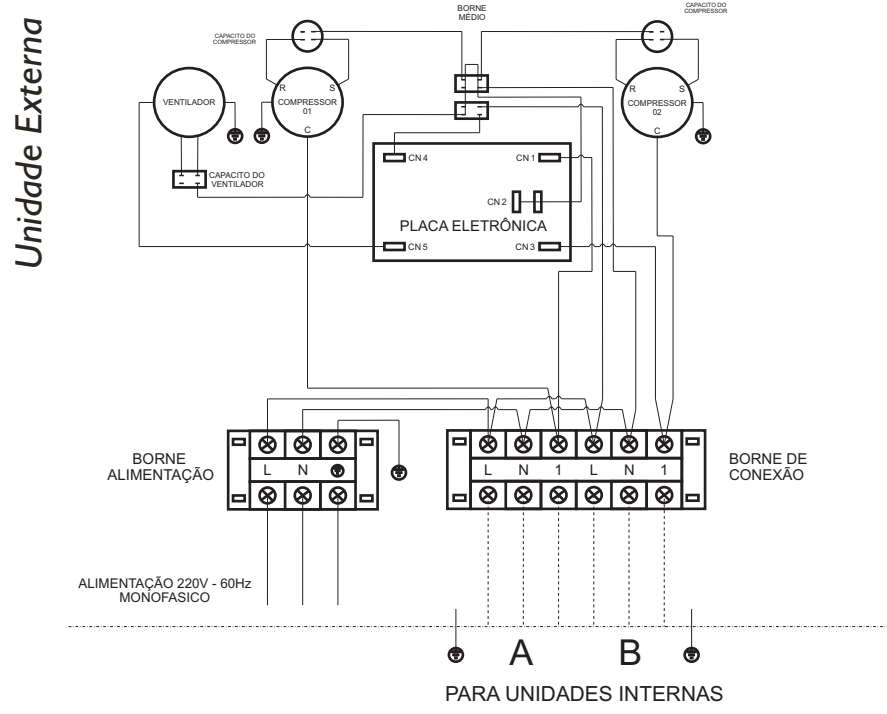 Unidade Externa
CAPACITO DO
COMPRESSOR
BORNE
MÉDIO
CAPACITO DO
COMPRESSOR
VENTILADOR
R
S
COMPRESSOR
01
C
R
S
COMPRESSOR
02
C
CAPACITO DO
VENTILADOR
CN 4
CN 1
CN 2
PLACA ELETRÔNICA
CN 5
CN 3
BORNE
ALIMENTAÇÃO
L N
L N 1 L N 1
BORNE DE
CONEXÃO
ALIMENTAÇÃO 220V - 60Hz
MONOFASICO
A B
PARA UNIDADES INTERNAS